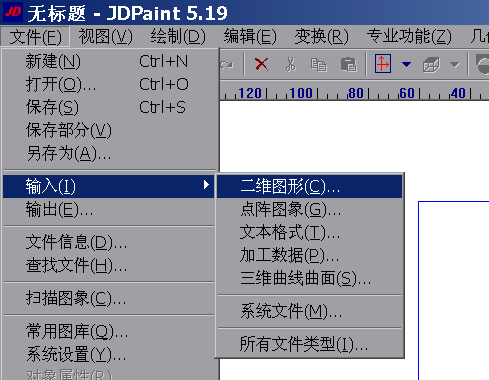 无标题 - JDPaint 5.19
文件(F) 视图(V) 绘制(D) 编辑(E) 变换(R) 专业功能(Z) 几
120 100 80 60 40
新建(N) Ctrl+N
打开(O)... Ctrl+O
保存(S) Ctrl+S
保存部分(V)
另存为(A)...
输入(I)
输出(E)...
文件信息(D)...
查找文件(H)...
扫描图象(C)...
常用图库(Q)...
系统设置(Y)...
对象属性(R)
二维图形(C)...
点阵图象(G)...
文本格式(T)...
加工数据(P)...
三维曲线曲面(S)...
系统文件(M)...
所有文件类型(I)...